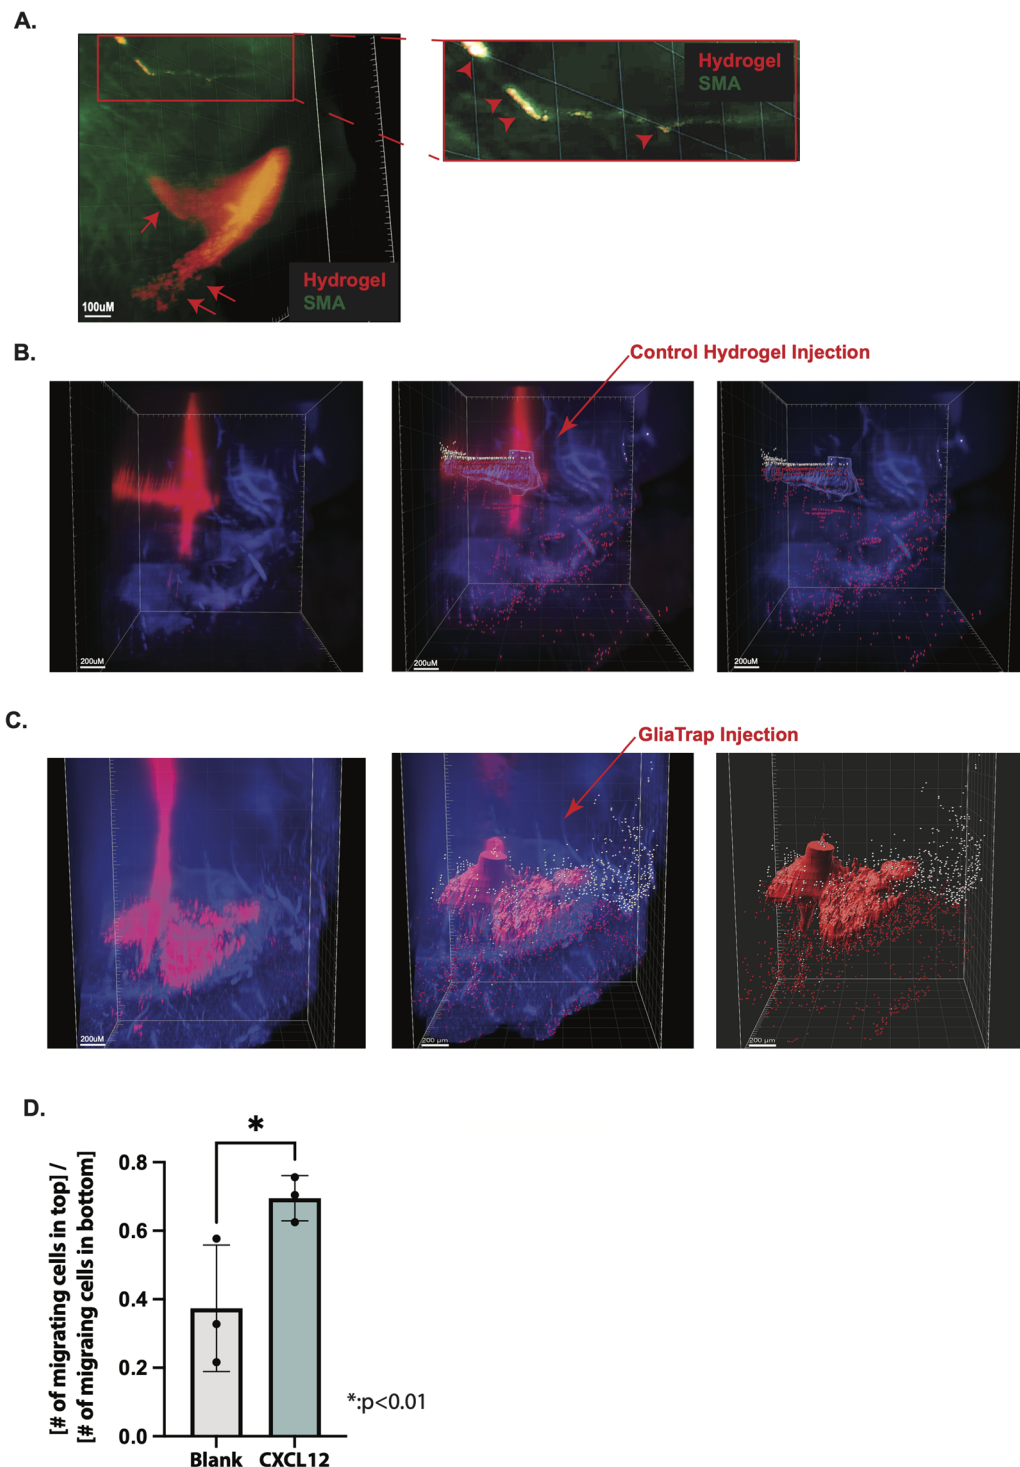 A.
Hydrogel
SMA
100uM
Hydrogel
SMA
B.
Control Hydrogel Injection
200uM
200uM
200uM
C.
GliaTrap Injection
200uM
200 µm
200 µm
D.
*
[# of migrating cells in top] /
[# of migraing cells in bottom]
0.8
0.6
0.4
0.2
0.0
*:p<0.01
Blank
CXCL12